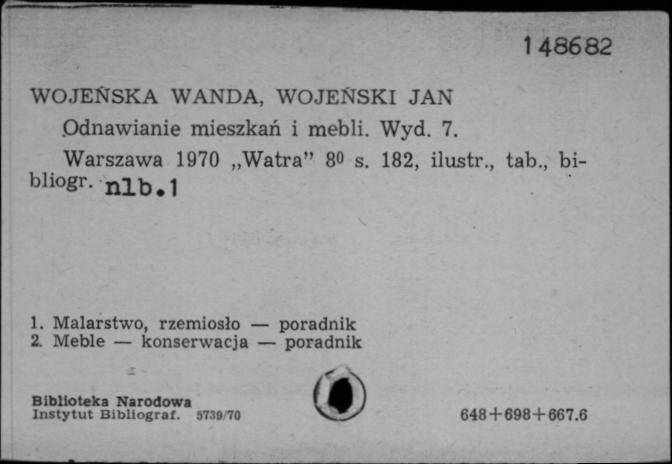 148682
WOJEŃSKA WANDA, WOJEŃSKI JAN
Odnawianie mieszkań i mebli. Wyd. 7.
Warszawa 1970 „Watra” 8⁰ s. 182, ilustr., tab., bi-
bliogr. nlb.1
1. Malarstwo, rzemiosło — poradnik
2. Meble — konserwacja — poradnik
Biblioteka Narodowa
Instytut Bibliograf. 5739/70
648+698+667.6